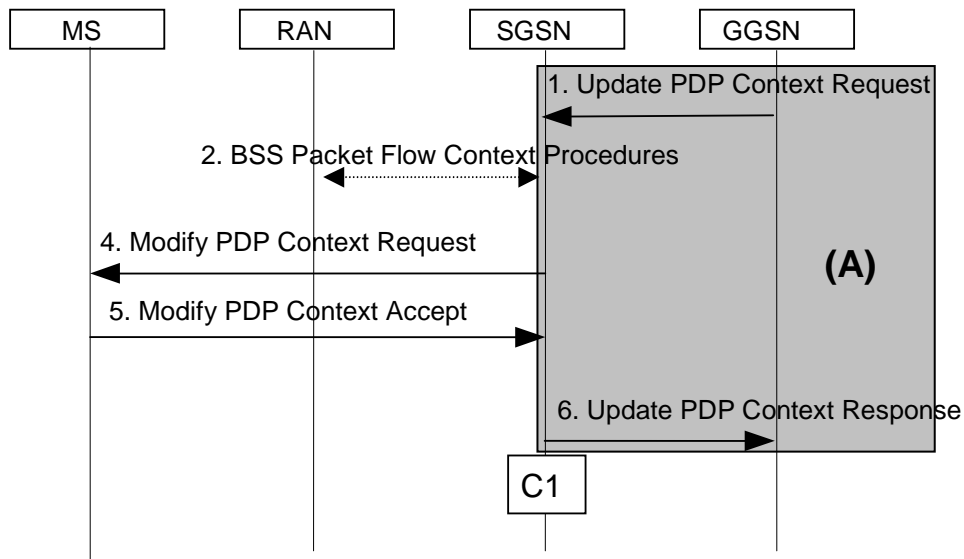 MS
RAN
SGSN
GGSN
1. Update PDP Context Request
2. BSS Packet Flow Context Procedures
4. Modify PDP Context Request
(A)
5. Modify PDP Context Accept
6. Update PDP Context Response
C1